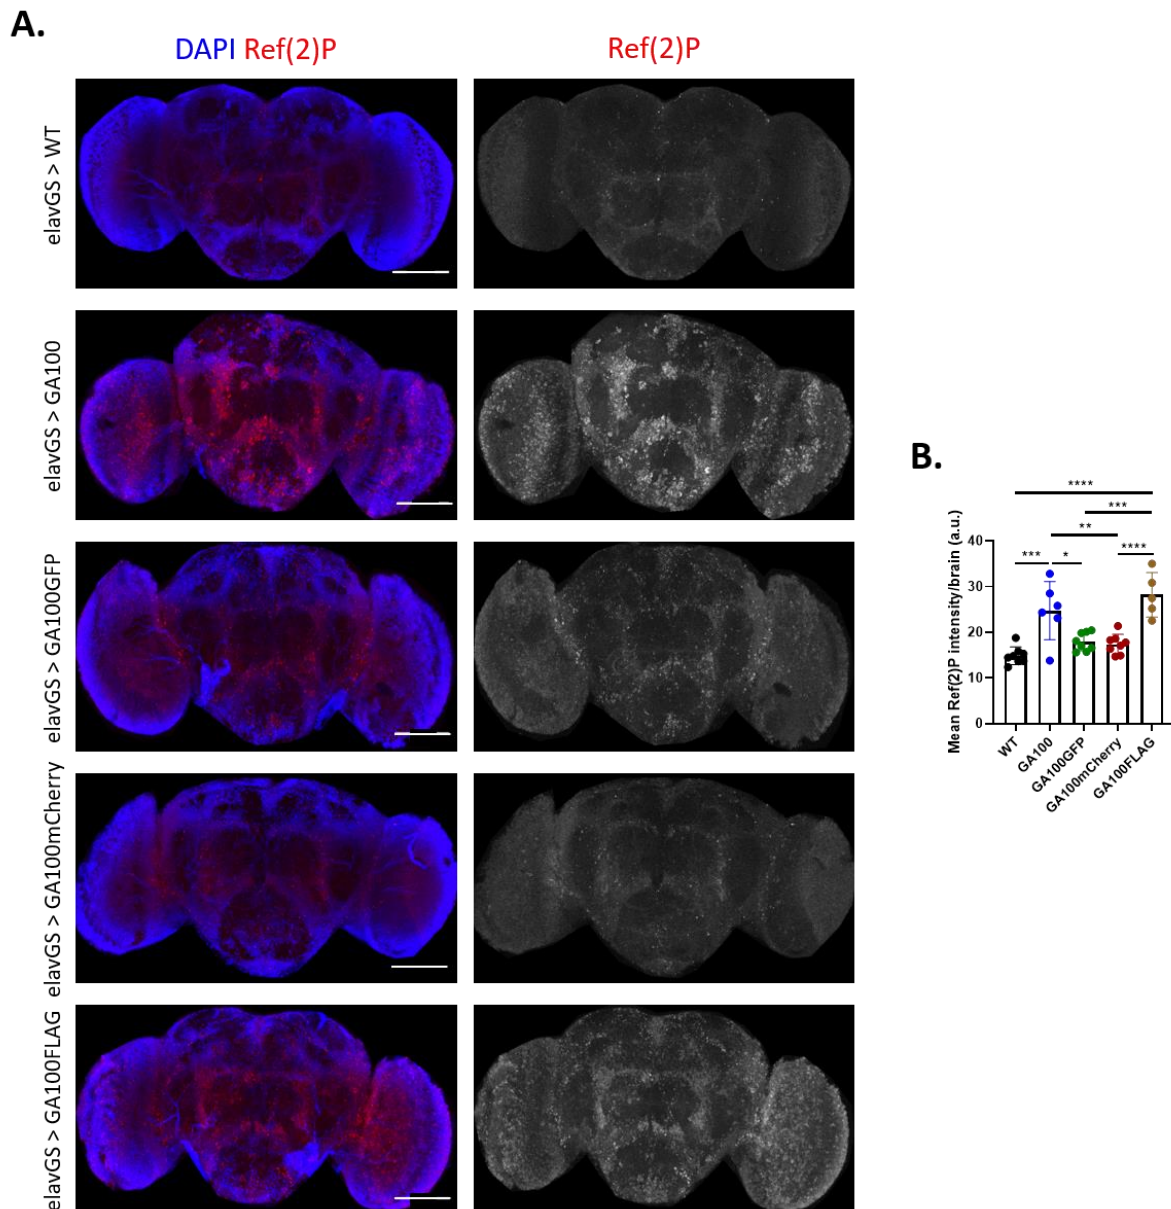 A.
DAPI Ref(2)P
Ref(2)P
elavGS > WT
elavGS > GA100
elavGS > GA100GFP
elavGS > GA100mCherry
elavGS > GA100FLAG
B.
****
***
**
*** * ****
Mean Ref(2)P intensity/brain (a.u.)
40
30
20
10
0
WT
GA100
GA100GFP
GA100mCherry
GA100FLAG